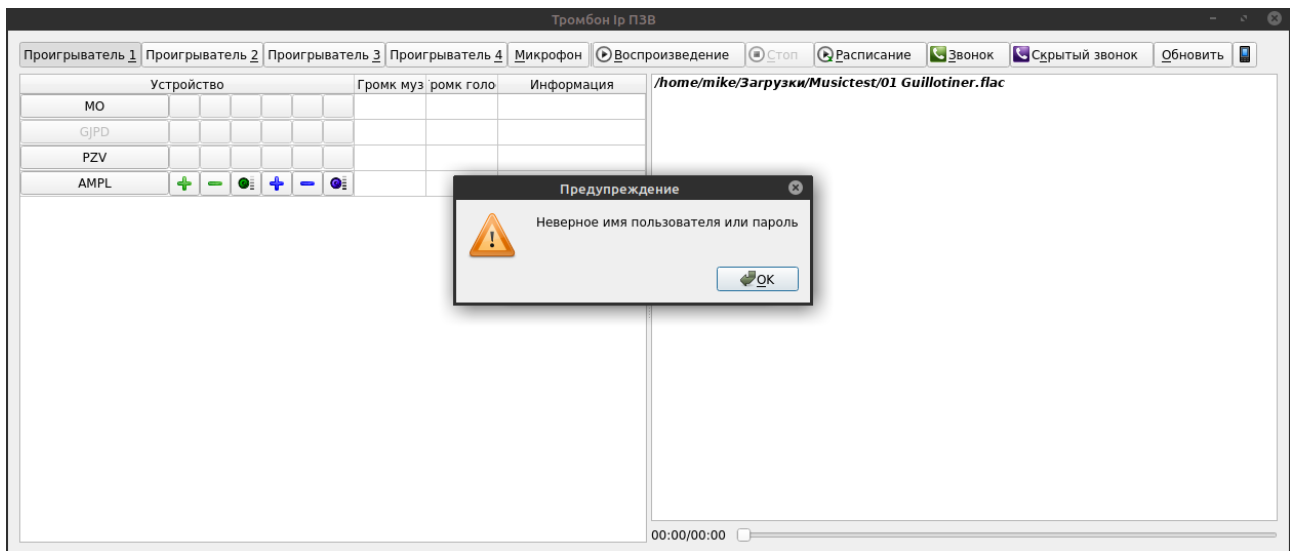 Тромбон Ip ПЗВ
Проигрыватель 1 Проигрыватель 2 Проигрыватель 3 Проигрыватель 4 Микрофон Воспроизведение Стоп Расписание Звонок Скрытый звонок Обновить
Устройство Громк муз ромк голо Информация
МО
GJPD
PZV
AMPL
/home/mike/Загрузки/Musictest/01 Guillotiner.flac
Предупреждение
Неверное имя пользователя или пароль
OK
00:00/00:00